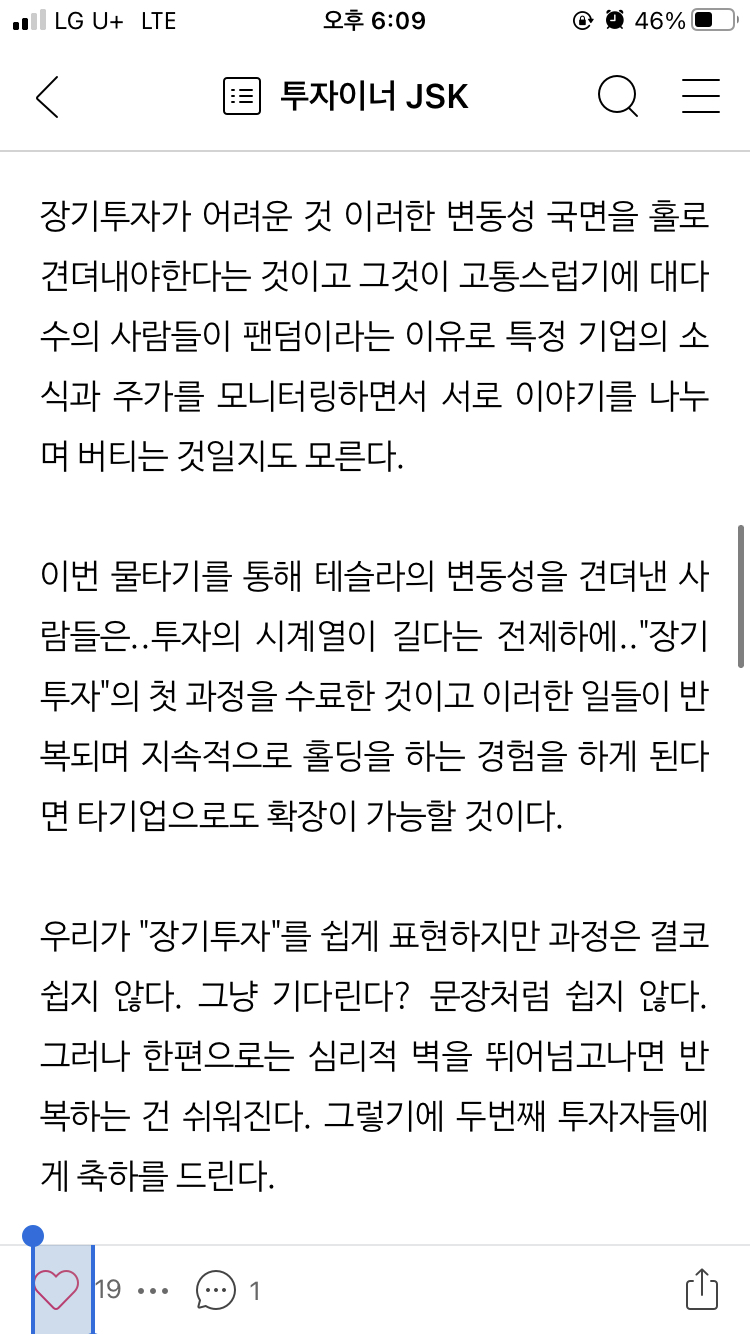 LG U+ LTE 오후 6:09 46%
투자이너 JSK
장기투자가 어려운 것 이러한 변동성 국면을 홀로
견뎌내야한다는 것이고 그것이 고통스럽기에 대다
수의 사람들이 팬덤이라는 이유로 특정 기업의 소
식과 주가를 모니터링하면서 서로 이야기를 나누
며 버티는 것일지도 모른다.
이번 물타기를 통해 테슬라의 변동성을 견뎌낸 사
람들은..투자의 시계열이 길다는 전제하에.."장기
투자"의 첫 과정을 수료한 것이고 이러한 일들이 반
복되며 지속적으로 홀딩을 하는 경험을 하게 된다
면 타기업으로도 확장이 가능할 것이다.
우리가 "장기투자"를 쉽게 표현하지만 과정은 결코
쉽지 않다. 그냥 기다린다? 문장처럼 쉽지 않다.
그러나 한편으로는 심리적 벽을 뛰어넘고나면 반
복하는 건 쉬워진다. 그렇기에 두번째 투자자들에
게 축하를 드린다.
19 1